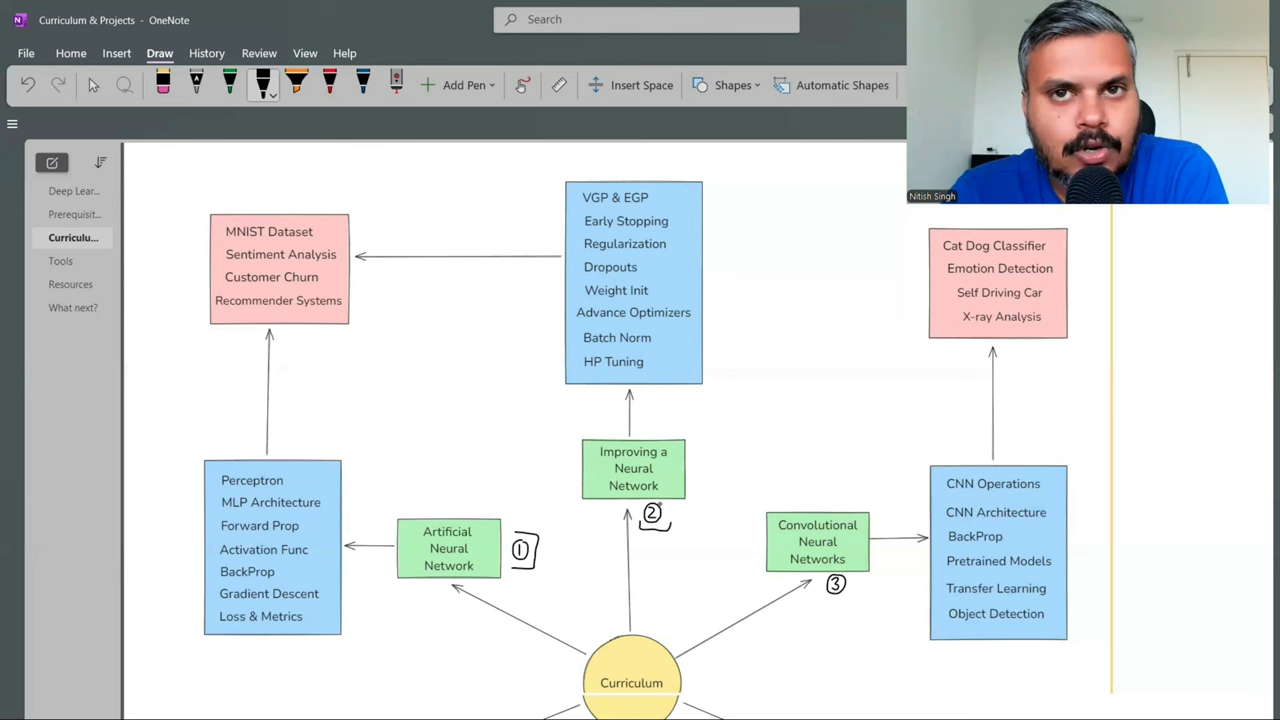 Curriculum & Projects - OneNote
Search
File Home Insert Draw History Review View Help
Add Pen Insert Space Shapes Automatic Shapes
Deep Lear...
Prerequisit...
Curriculu...
Tools
Resources
What next?
Nitish Singh
MNIST Dataset
Sentiment Analysis
Customer Churn
Recommender Systems
VGP & EGP
Early Stopping
Regularization
Dropouts
Weight Init
Advance Optimizers
Batch Norm
HP Tuning
Cat Dog Classifier
Emotion Detection
Self Driving Car
X-ray Analysis
Perceptron
MLP Architecture
Forward Prop
Activation Func
BackProp
Gradient Descent
Loss & Metrics
Artificial
Neural
Network
1
Improving a
Neural
Network
2
Convolutional
Neural
Networks
3
CNN Operations
CNN Architecture
BackProp
Pretrained Models
Transfer Learning
Object Detection
Curriculum